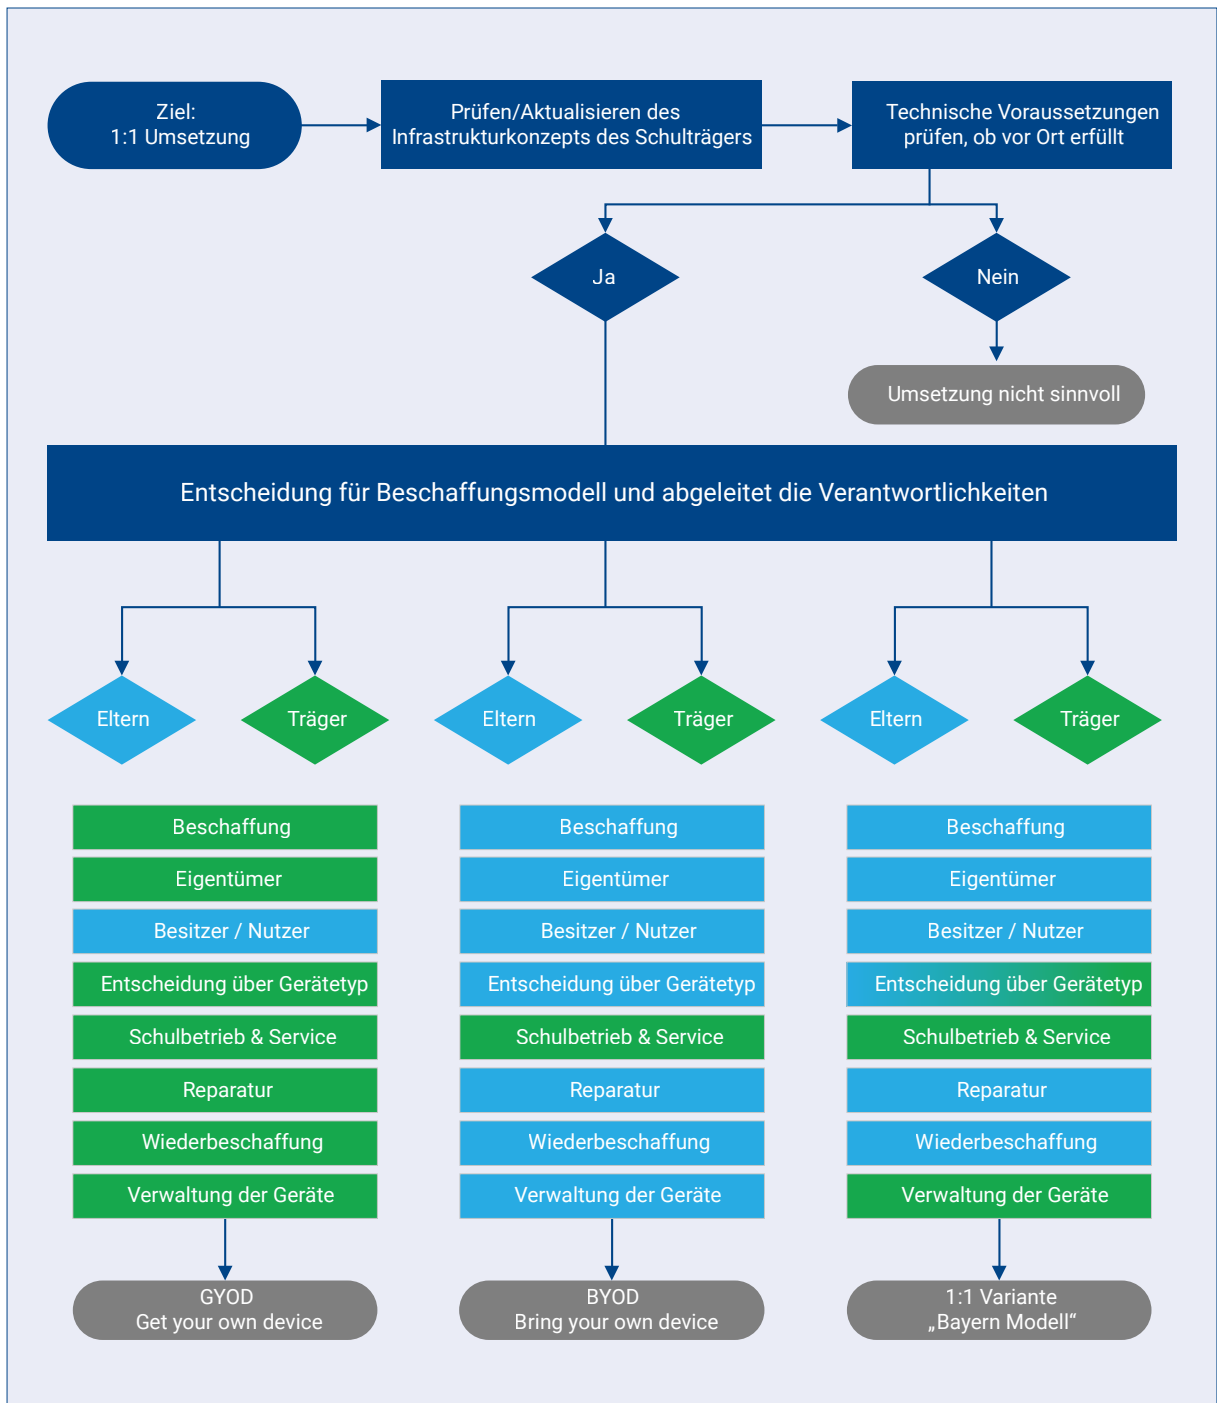 Ziel:
1:1 Umsetzung
Prüfen/Aktualisieren des
Infrastrukturkonzepts des Schulträgers
Technische Voraussetzungen
prüfen, ob vor Ort erfüllt
Ja
Nein
Umsetzung nicht sinnvoll
Entscheidung für Beschaffungsmodell und abgeleitet die Verantwortlichkeiten
Eltern
Träger
Eltern
Träger
Eltern
Träger
Beschaffung
Eigentümer
Besitzer / Nutzer
Entscheidung über Gerätetyp
Schulbetrieb & Service
Reparatur
Wiederbeschaffung
Verwaltung der Geräte
GYOD
Get your own device
Beschaffung
Eigentümer
Besitzer / Nutzer
Entscheidung über Gerätetyp
Schulbetrieb & Service
Reparatur
Wiederbeschaffung
Verwaltung der Geräte
BYOD
Bring your own device
Beschaffung
Eigentümer
Besitzer / Nutzer
Entscheidung über Gerätetyp
Schulbetrieb & Service
Reparatur
Wiederbeschaffung
Verwaltung der Geräte
1:1 Variante
„Bayern Modell“